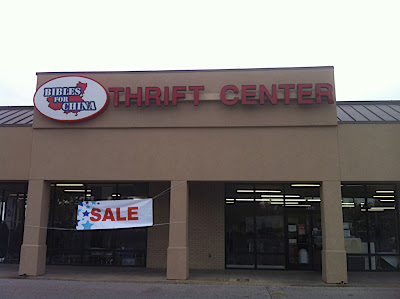 BIBLES
FOR
CHINA
THRIFT CENTER
SALE